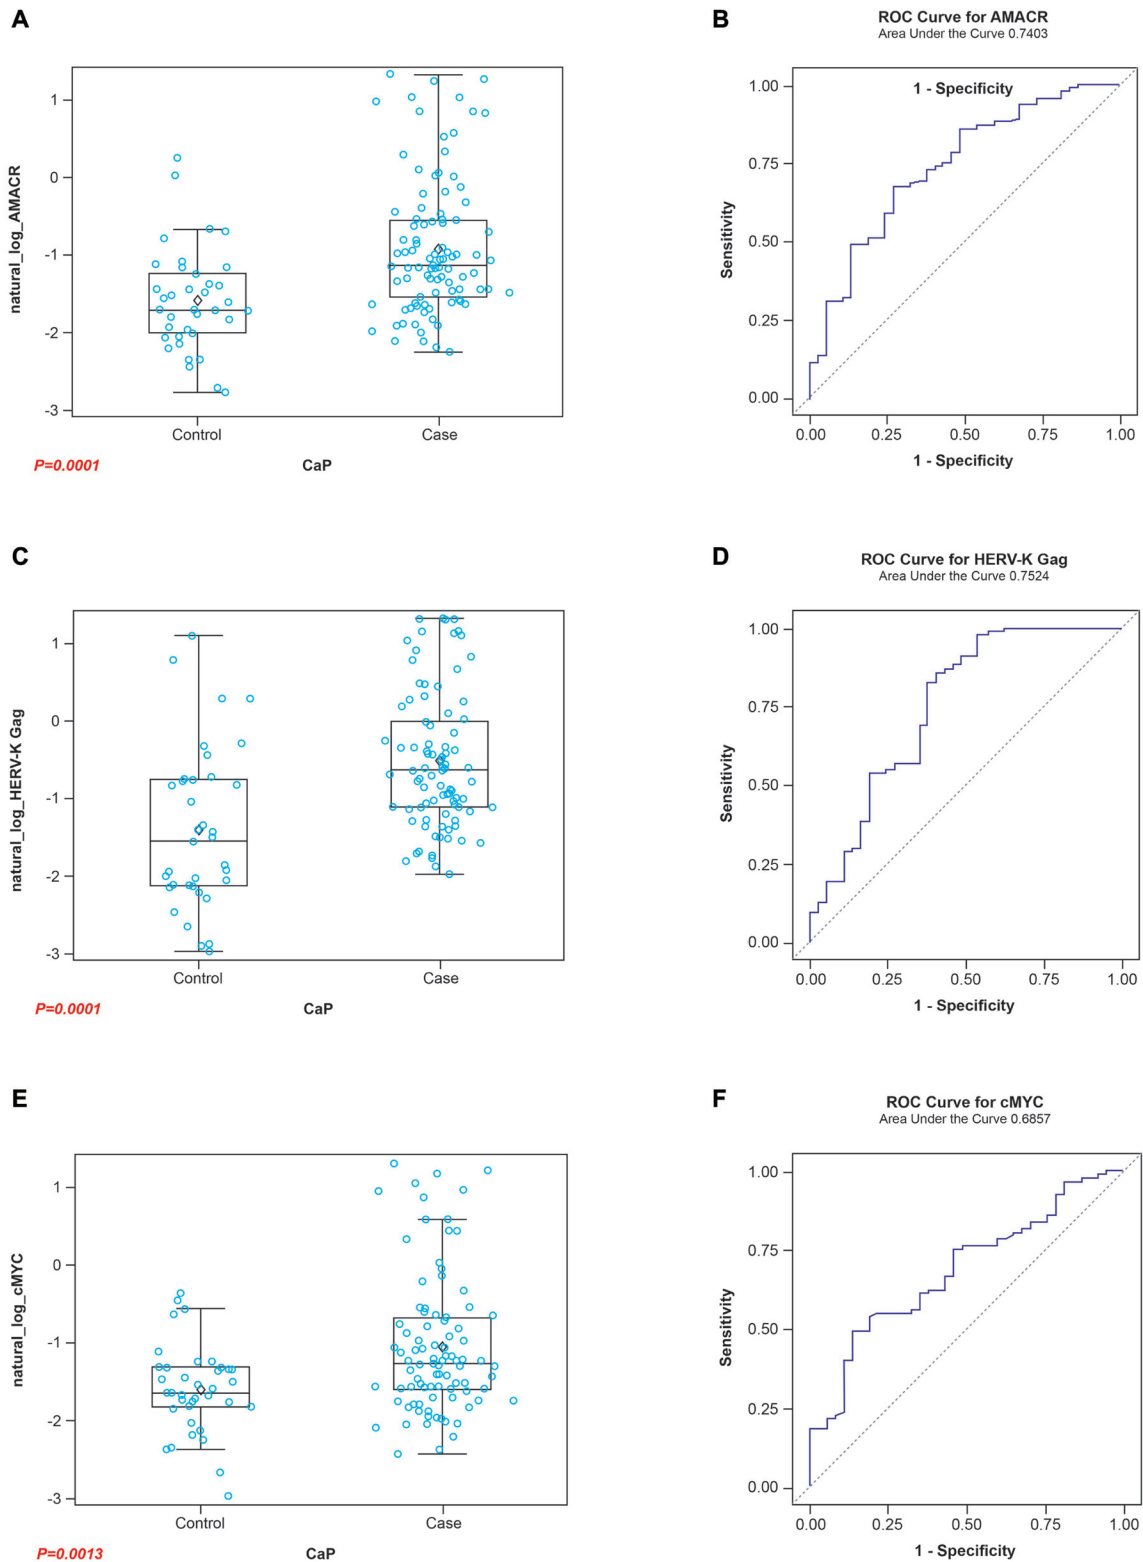 A
B
ROC Curve for AMACR
Area Under the Curve 0.7403
natural_log_AMACR
1
0
-1
-2
-3
Control Case
P=0.0001 CaP
1 - Specificity
Sensitivity
1.00
0.75
0.50
0.25
0.00
0.00 0.25 0.50 0.75 1.00
1 - Specificity
C
D
ROC Curve for HERV-K Gag
Area Under the Curve 0.7524
natural_log_HERV-K Gag
1
0
-1
-2
-3
Control Case
P=0.0001 CaP
Sensitivity
1.00
0.75
0.50
0.25
0.00
0.00 0.25 0.50 0.75 1.00
1 - Specificity
E
F
ROC Curve for cMYC
Area Under the Curve 0.6857
natural_log_cMYC
1
0
-1
-2
-3
Control Case
P=0.0013 CaP
Sensitivity
1.00
0.75
0.50
0.25
0.00
0.00 0.25 0.50 0.75 1.00
1 - Specificity